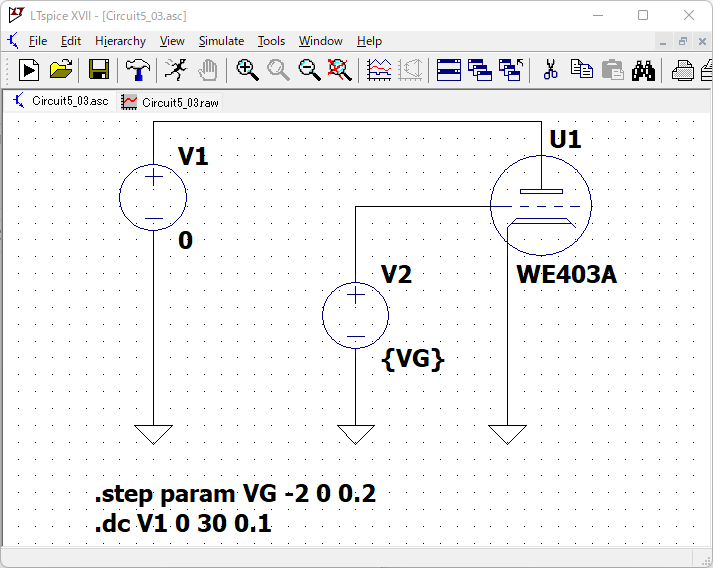 LTspice XVII - [Circuit5_03.asc]
File Edit Hierarchy View Simulate Tools Window Help
Circuit5_03.asc Circuit5_03.raw
U1
V1
0
V2
WE403A
{VG}
.step param VG -2 0 0.2
.dc V1 0 30 0.1